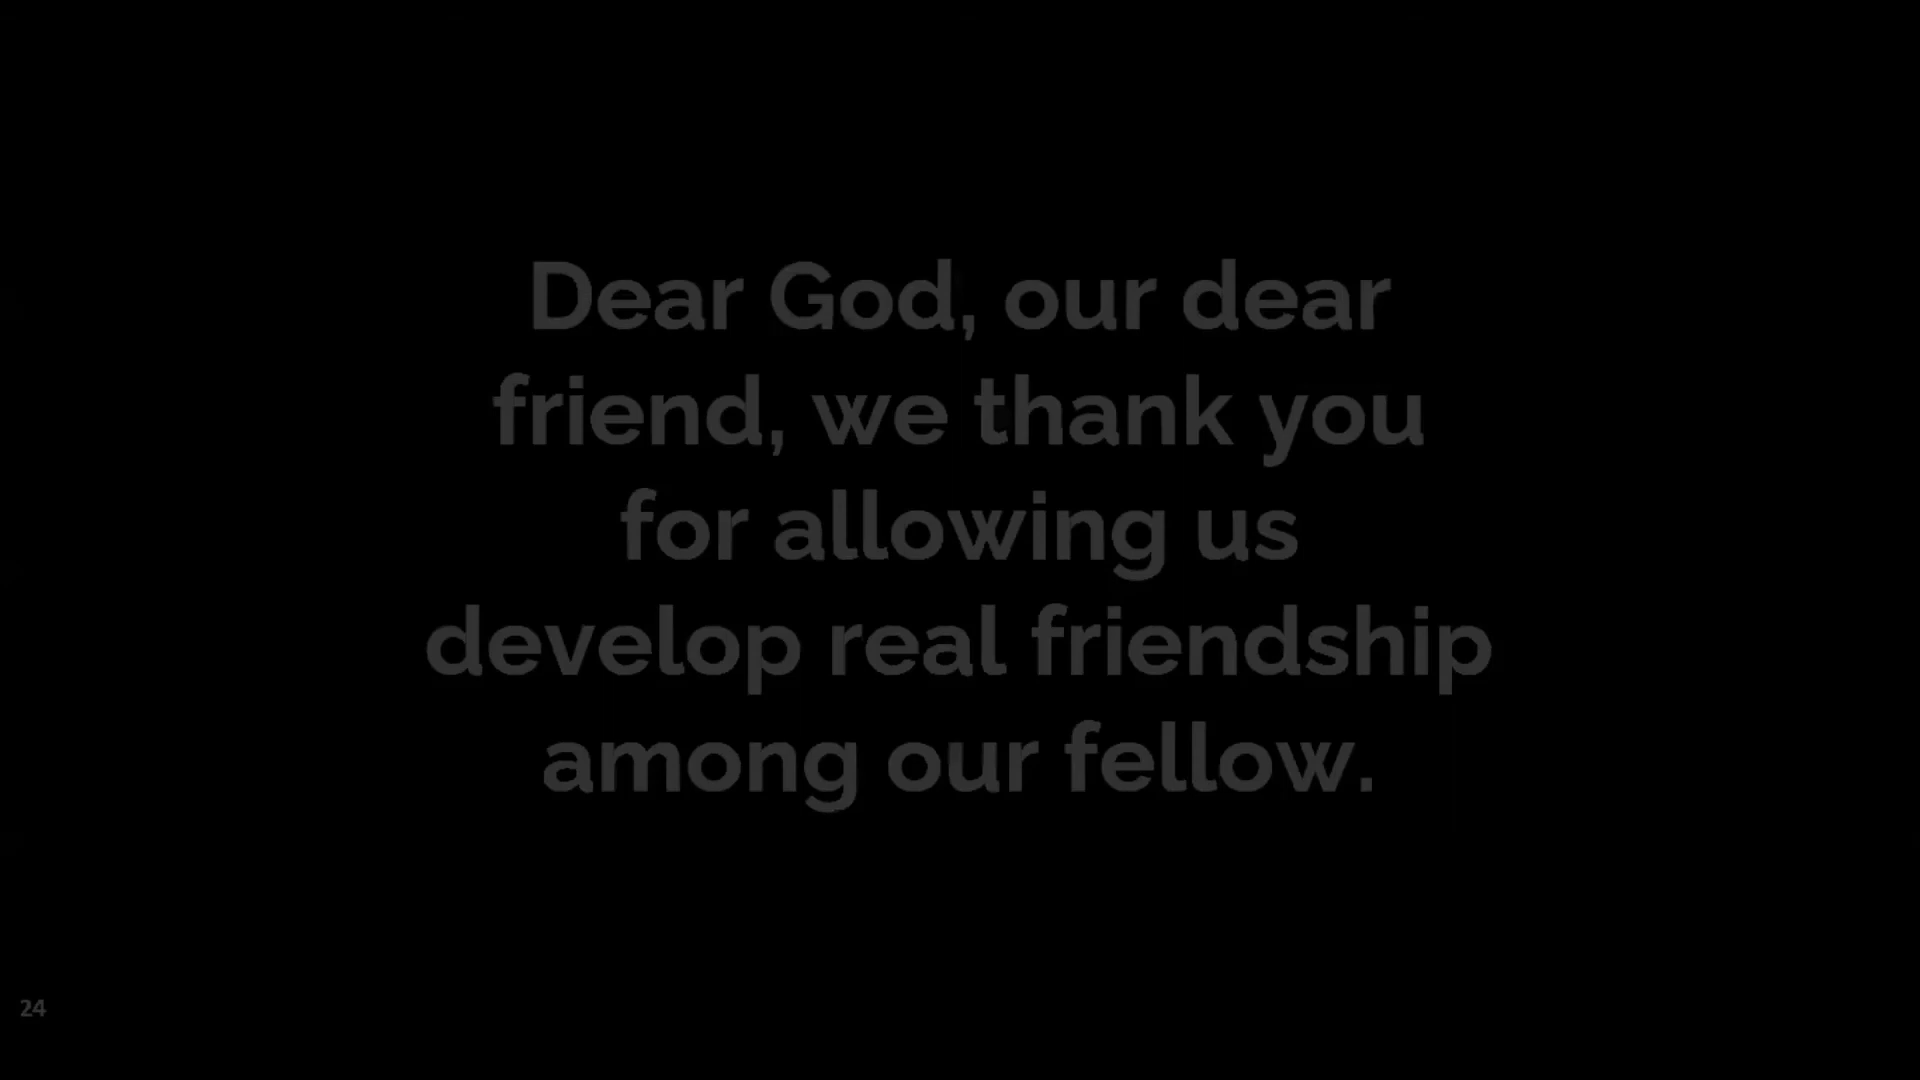 Dear God, our dear
friend, we thank you
for allowing us
develop real friendship
among our fellow.
24